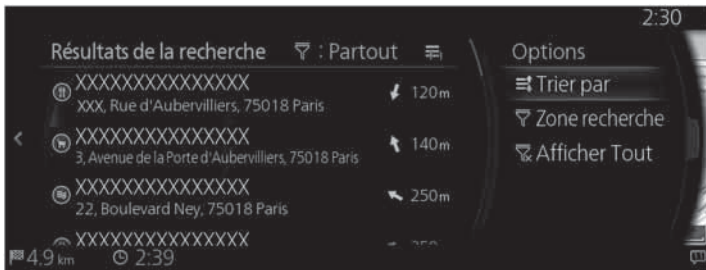 2:30
Résultats de la recherche : Partout
XXXXXXXXXXXXXXX
XXX, Rue d'Aubervilliers, 75018 Paris
120m
XXXXXXXXXXXXXXX
3, Avenue de la Porte d'Aubervilliers, 75018 Paris
140m
XXXXXXXXXXXXXXX
22, Boulevard Ney, 75018 Paris
250m
XXXXXXXXXXXXXXX
4.9 km 2:39
Options
Trier par
Zone recherche
Afficher Tout